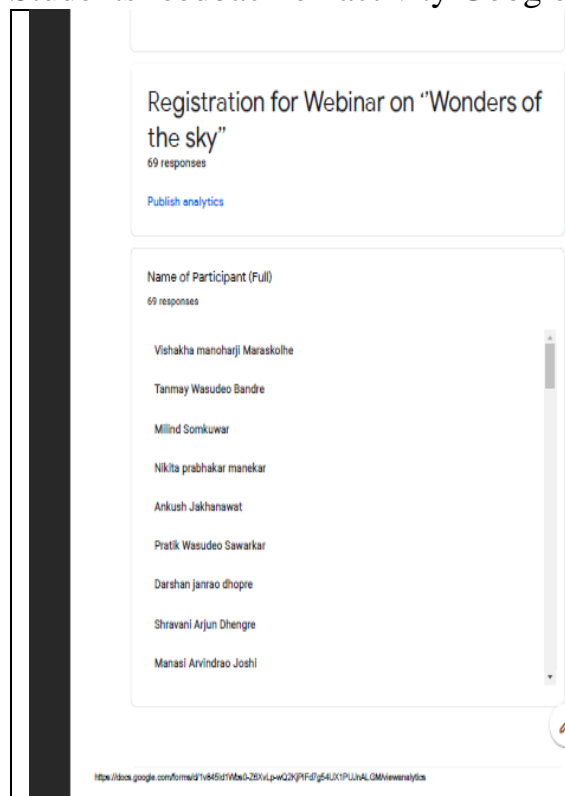 Registration for Webinar on “Wonders of
the sky”
69 responses
Publish analytics
Name of Participant (Full)
69 responses
Vishakha manoharji Maraskolhe
Tanmay Wasudeo Bandre
Milind Somkuwar
Nikita prabhakar manekar
Ankush Jakhanawat
Pratik Wasudeo Sawarkar
Darshan janrao dhopre
Shravani Arjun Dhengre
Manasi Arvindrao Joshi